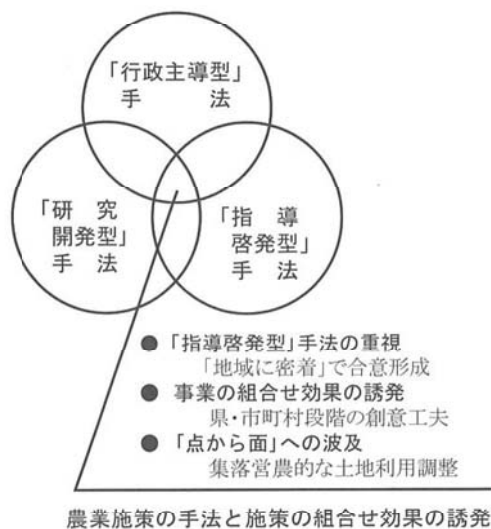 「行政主導型」
手法
「研究
開発型」
手法
「指導
啓発型」
手法
●「指導啓発型」手法の重視
「地域に密着」で合意形成
●事業の組合せ効果の誘発
県・市町村段階の創意工夫
●「点から面」への波及
集落営農的な土地利用調整
農業施策の手法と施策の組合せ効果の誘発